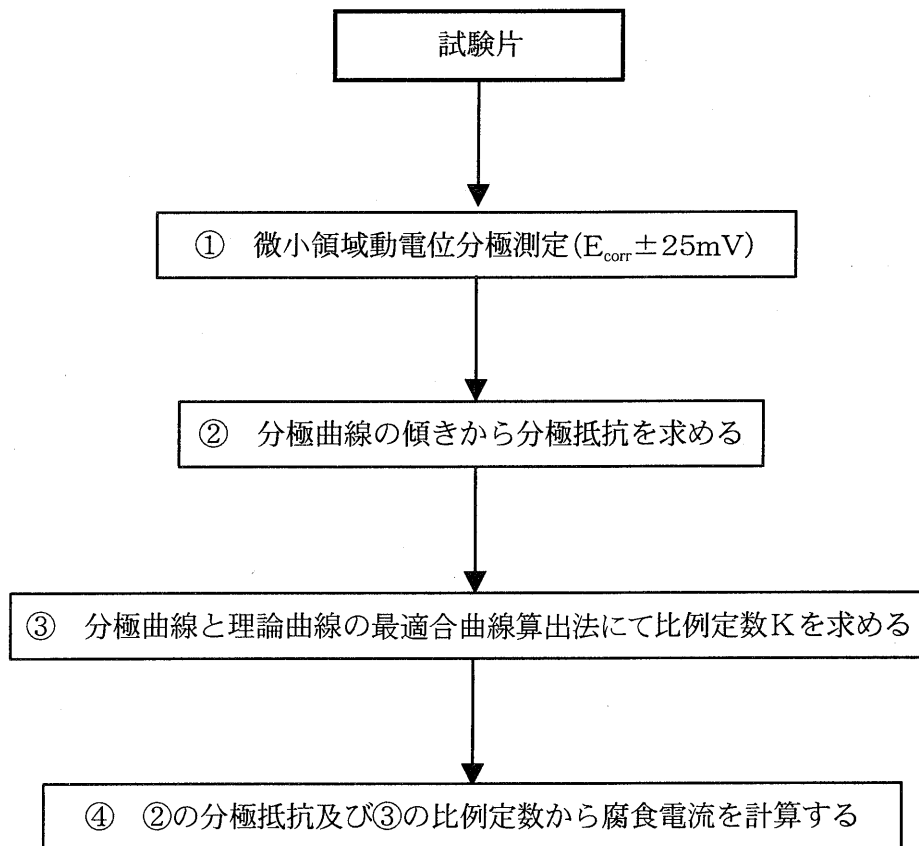 試験片
① 微小領域動電位分極測定(Ecorr±25mV)
② 分極曲線の傾きから分極抵抗を求める
③ 分極曲線と理論曲線の最適合曲線算出法にて比例定数Kを求める
④ ②の分極抵抗及び③の比例定数から腐食電流を計算する